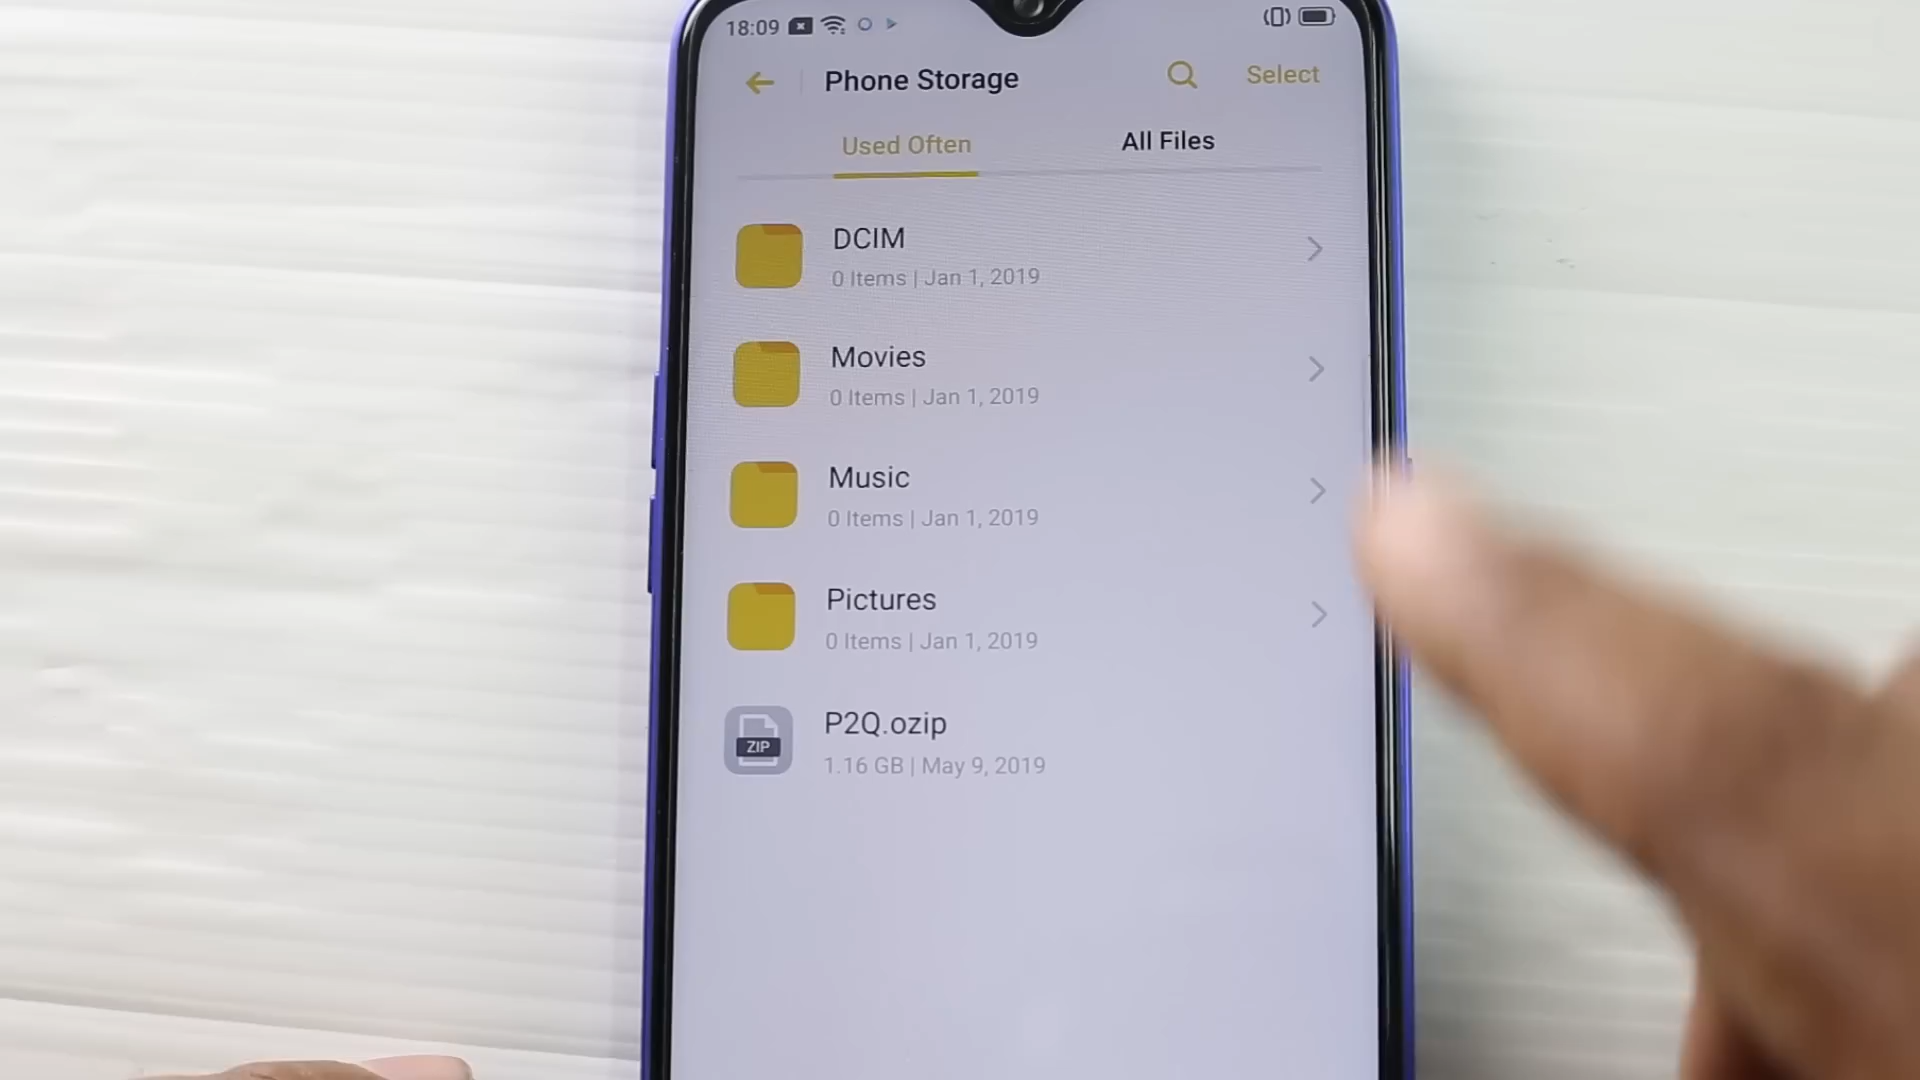 18:09
Phone Storage
Select
Used Often
All Files
DCIM
0 Items | Jan 1, 2019
Movies
0 Items | Jan 1, 2019
Music
0 Items | Jan 1, 2019
Pictures
0 Items | Jan 1, 2019
ZIP
P2Q.ozip
1.16 GB | May 9, 2019